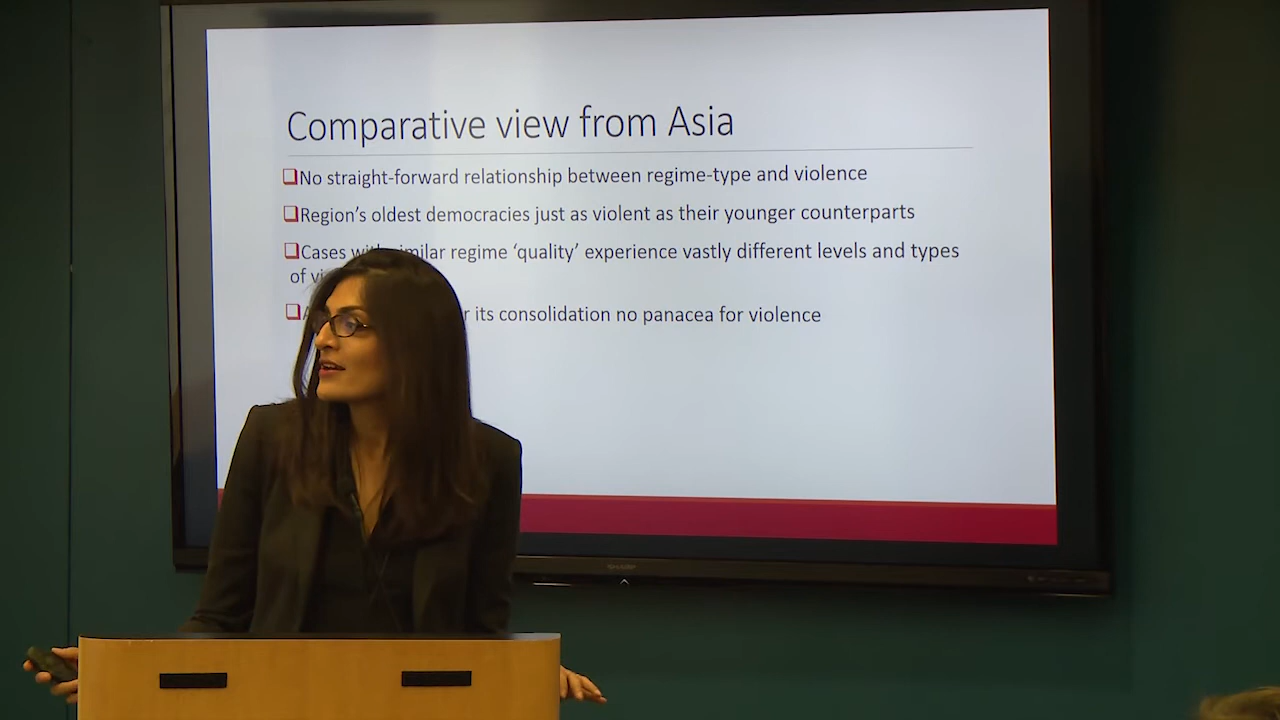 Comparative view from Asia
No straight-forward relationship between regime-type and violence
Region's oldest democracies just as violent as their younger counterparts
Cases similar regime 'quality' experience vastly different levels and types
of
its consolidation no panacea for violence
SHARP